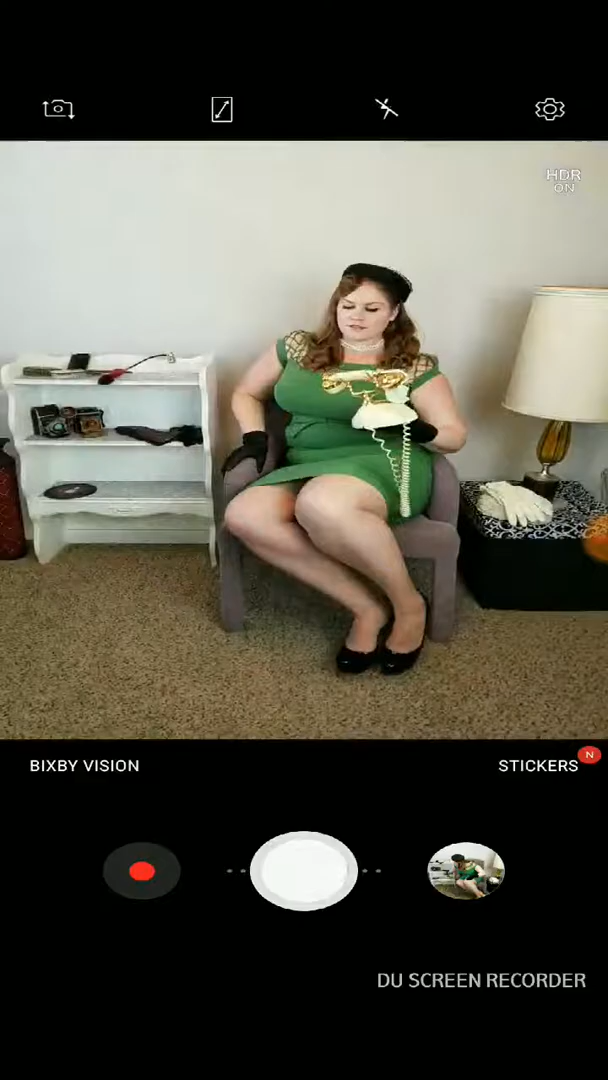 HDR
ON
BIXBY VISION
STICKERS
N
DU SCREEN RECORDER